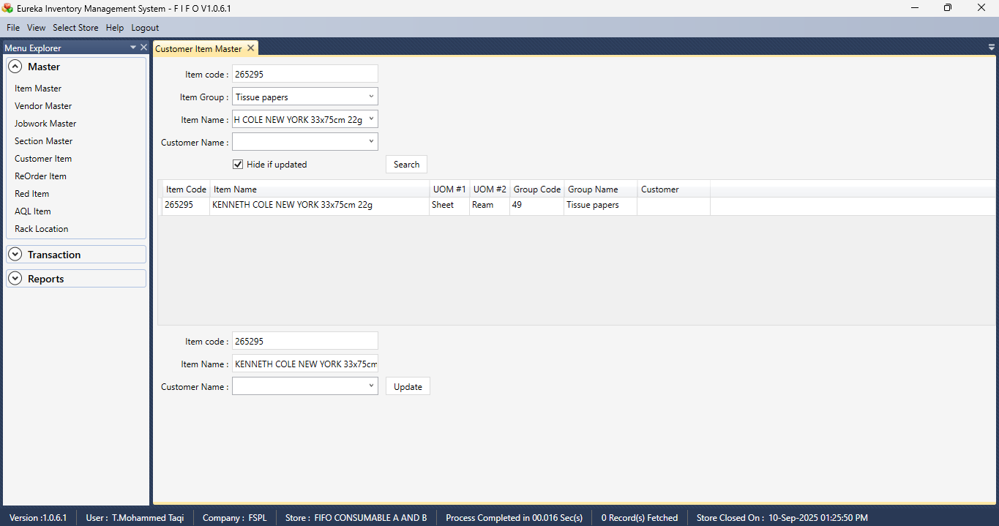 Eureka Inventory Management System - F I F O V1.0.6.1
File View Select Store Help Logout
Menu Explorer
Customer Item Master
Master
Item Master
Vendor Master
Jobwork Master
Section Master
Customer Item
ReOrder Item
Red Item
AQL Item
Rack Location
Transaction
Reports
Item code : 265295
Item Group : Tissue papers
Item Name : H COLE NEW YORK 33x75cm 22g
Customer Name :
Hide if updated Search
Item Code Item Name UOM #1 UOM #2 Group Code Group Name Customer
265295 KENNETH COLE NEW YORK 33x75cm 22g Sheet Ream 49 Tissue papers
Item code : 265295
Item Name : KENNETH COLE NEW YORK 33x75cm
Customer Name : Update
Version :1.0.6.1 User : T.Mohammed Taqi Company : FSPL Store : FIFO CONSUMABLE A AND B Process Completed in 00.016 Sec(s) 0 Record(s) Fetched Store Closed On : 10-Sep-2025 01:25:50 PM